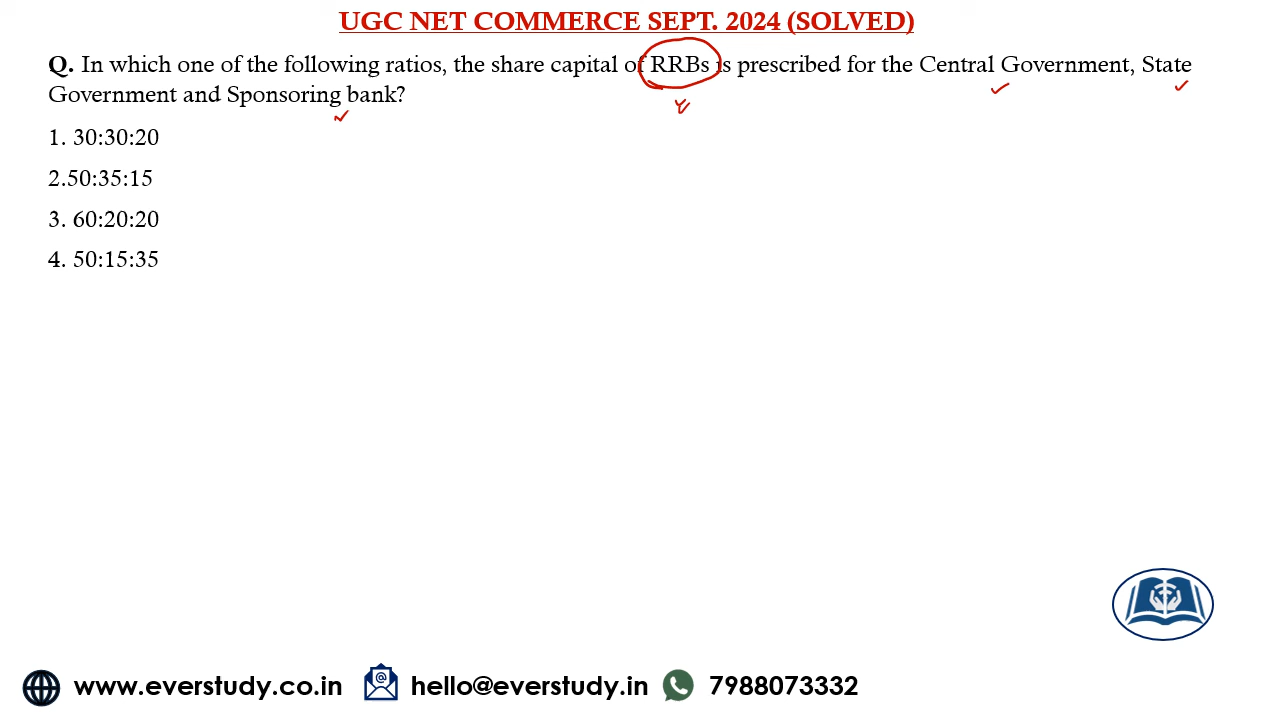 UGC NET COMMERCE SEPT. 2024 (SOLVED)
Q. In which one of the following ratios, the share capital of RRBs is prescribed for the Central Government, State
Government and Sponsoring bank?
1. 30:30:20
2.50:35:15
3. 60:20:20
4. 50:15:35
www.everstudy.co.in hello@everstudy.in 7988073332